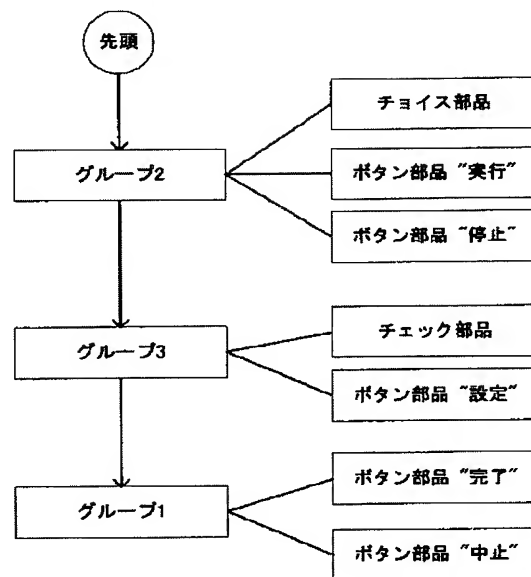 先頭
チョイス部品
グループ2
ボタン部品 "実行"
ボタン部品 "停止"
チェック部品
グループ3
ボタン部品 "設定"
ボタン部品 "完了"
グループ1
ボタン部品 "中止"